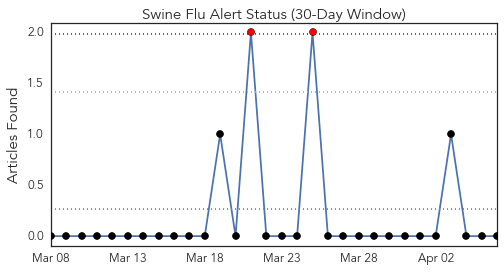 Swine Flu Alert Status (30-Day Window)
Articles Found
2.0
1.5
1.0
0.5
0.0
Mar 08 Mar 13 Mar 18 Mar 23 Mar 28 Apr 02